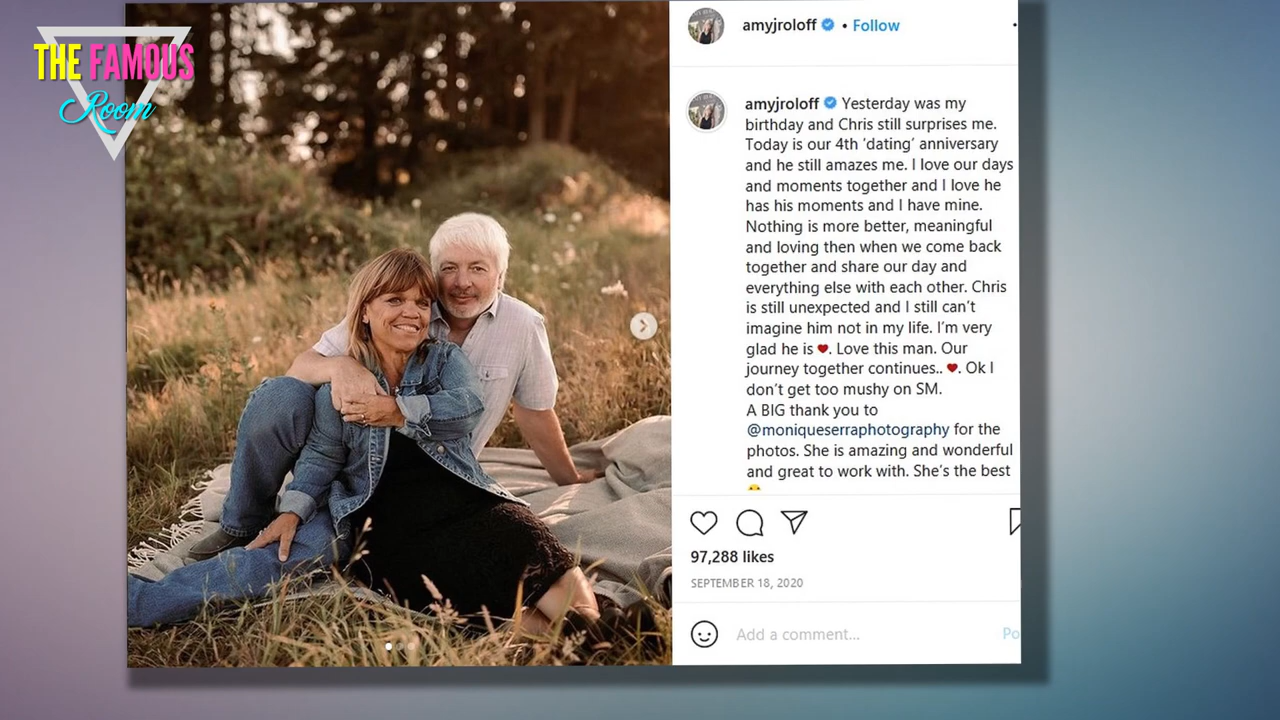 THE FAMOUS
Room
amyjroloff • Follow
amyjroloff Yesterday was my
birthday and Chris still surprises me.
Today is our 4th ‘dating’ anniversary
and he still amazes me. I love our days
and moments together and I love he
has his moments and I have mine.
Nothing is more better, meaningful
and loving then when we come back
together and share our day and
everything else with each other. Chris
is still unexpected and I still can’t
imagine him not in my life. I’m very
glad he is ❤. Love this man. Our
journey together continues.. ❤. Ok I
don’t get too mushy on SM.
A BIG thank you to
@moniqueserraphotography for the
photos. She is amazing and wonderful
and great to work with. She’s the best
97,288 likes
SEPTEMBER 18, 2020
Add a comment... Po